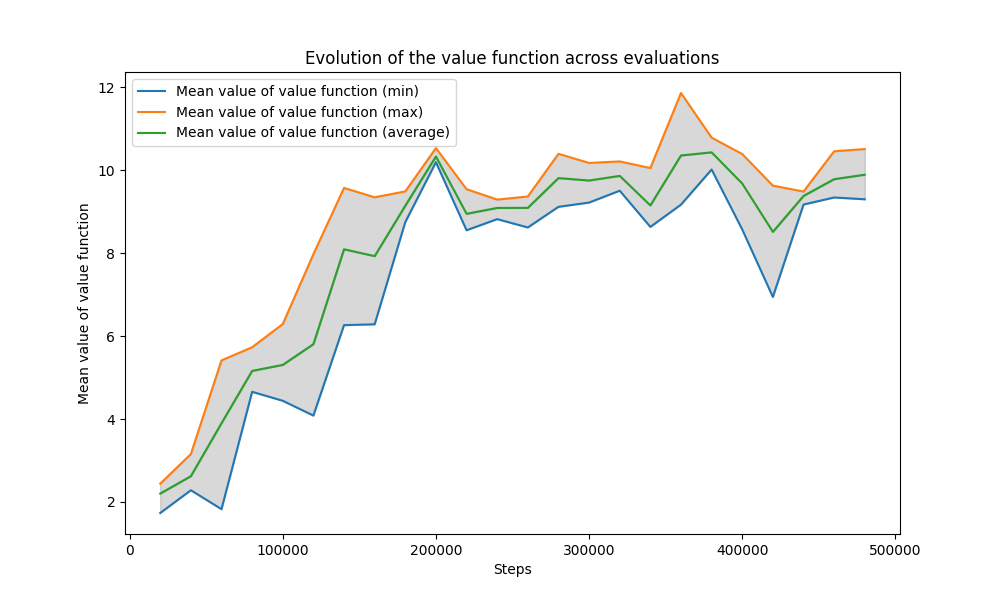 Evolution of the value function across evaluations
Mean value of value function (min)
Mean value of value function (max)
Mean value of value function (average)
Mean value of value function
12
10
8
6
4
2
0
100000
200000
300000
400000
500000
Steps